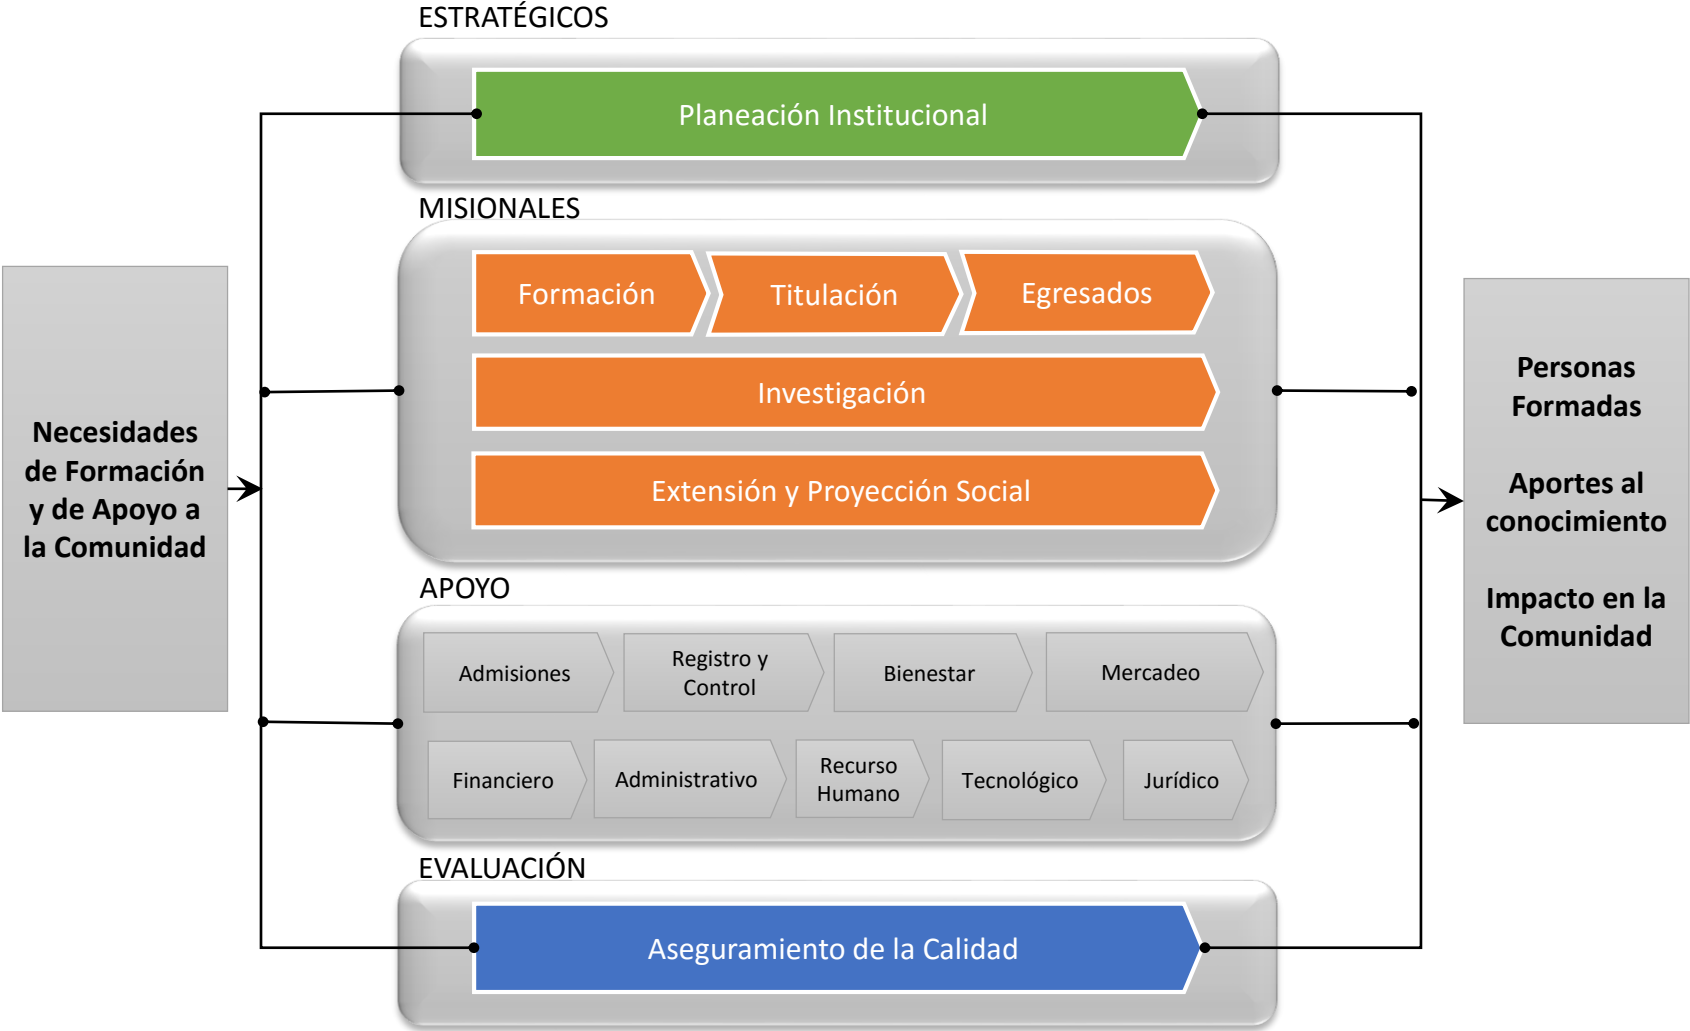 ESTRATÉGICOS
Planeación Institucional
MISIONALES
Formación
Titulación
Egresados
Investigación
Extensión y Proyección Social
Necesidades
de Formación
y de Apoyo a
la Comunidad
Personas
Formadas
Aportes al
conocimiento
Impacto en la
Comunidad
APOYO
Admisiones
Registro y
Control
Bienestar
Mercadeo
Financiero
Administrativo
Recurso
Humano
Tecnológico
Jurídico
EVALUACIÓN
Aseguramiento de la Calidad